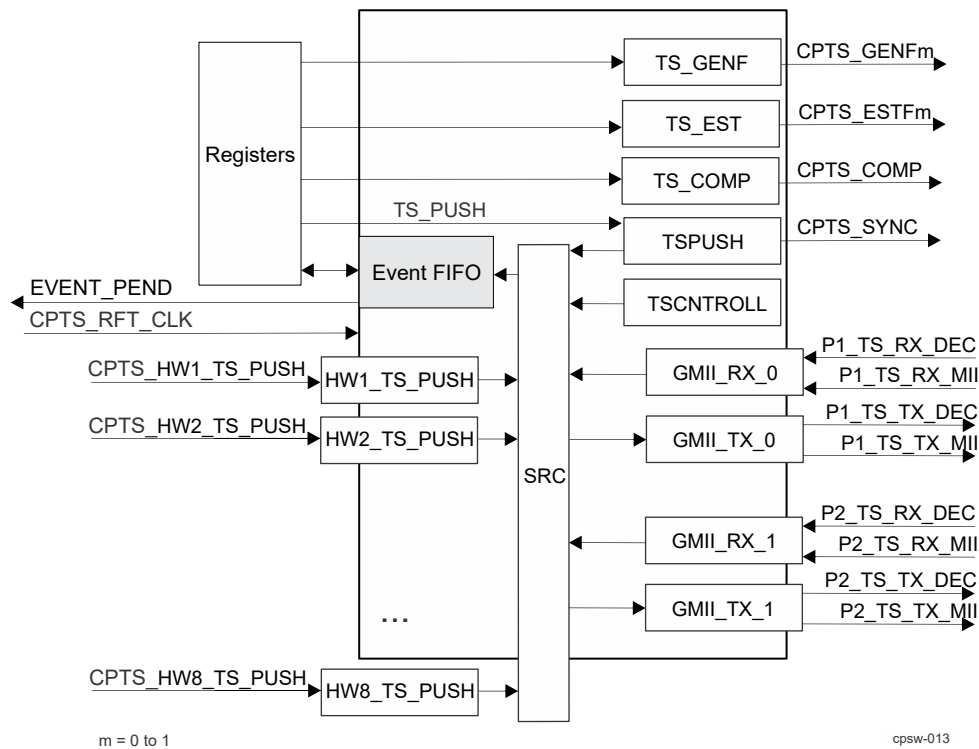 TS_GENF
CPTS_GENFm
TS_EST
CPTS_ESTFm
Registers
TS_COMP
CPTS_COMP
TS_PUSH
TSPUSH
CPTS_SYNC
Event FIFO
EVENT_PEND
TSCNTROLL
CPTS_RFT_CLK
P1_TS_RX_DEC
CPTS_HW1_TS_PUSH
HW1_TS_PUSH
GMII_RX_0
P1_TS_RX_MII
P1_TS_TX_DEC
CPTS_HW2_TS_PUSH
HW2_TS_PUSH
GMII_TX_0
P1_TS_TX_MII
SRC
P2_TS_RX_DEC
GMII_RX_1
P2_TS_RX_MII
P2_TS_TX_DEC
GMII_TX_1
P2_TS_TX_MII
...
CPTS_HW8_TS_PUSH
HW8_TS_PUSH
m = 0 to 1
cpsw-013